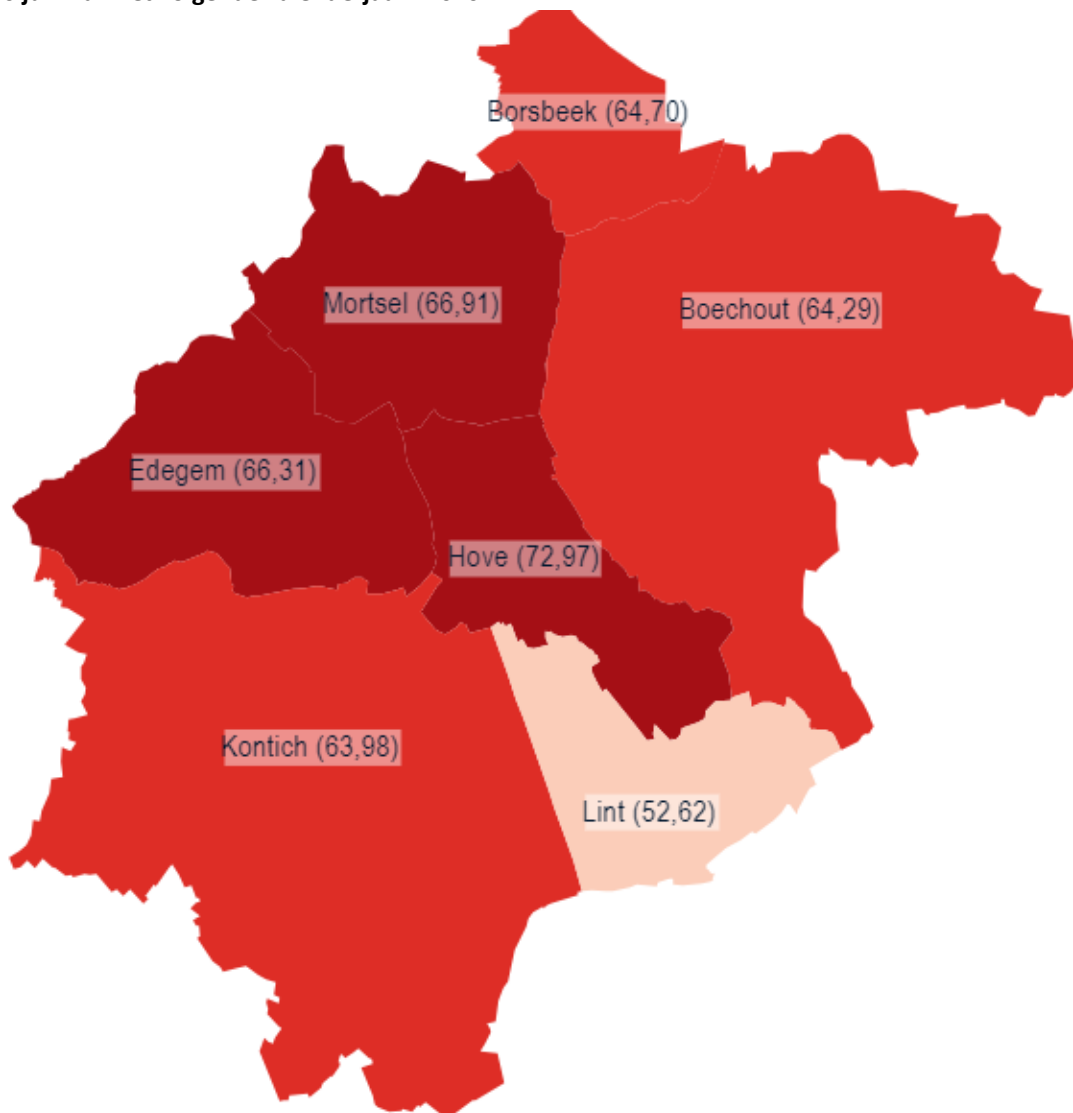 Borsbeek (64,70)
Mortsel (66,91)
Boechout (64,29)
Edegem (66,31)
Hove (72,97)
Kontich (63,98)
Lint (52,62)